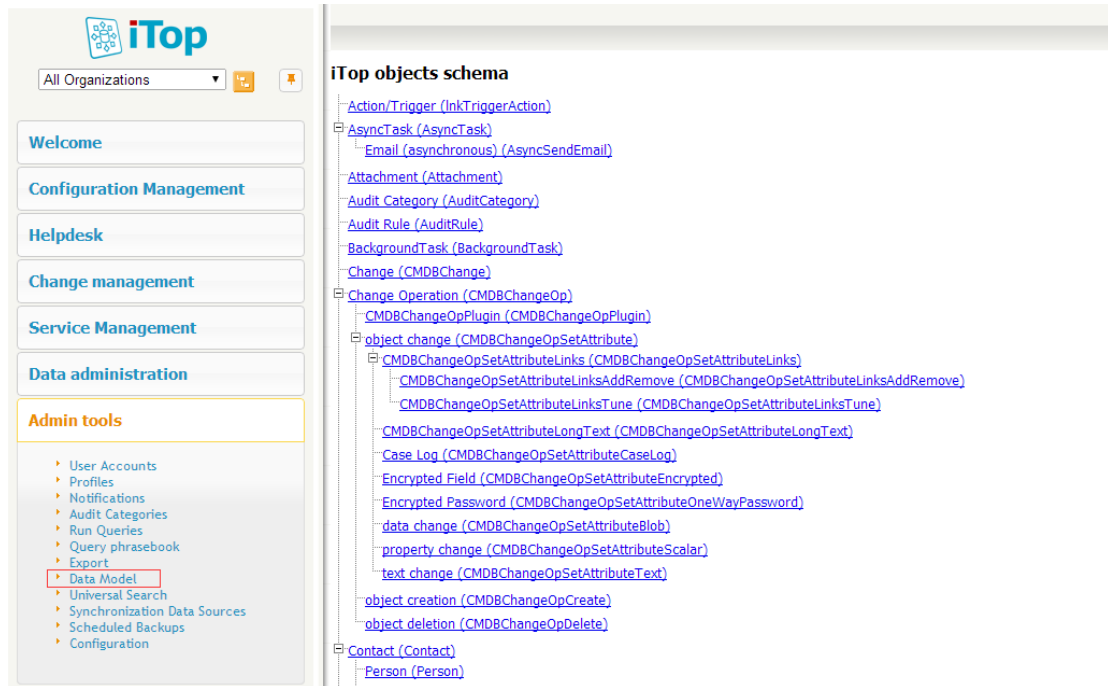 iTop
All Organizations
Welcome
Configuration Management
Helpdesk
Change management
Service Management
Data administration
Admin tools
User Accounts
Profiles
Notifications
Audit Categories
Run Queries
Query phrasebook
Export
Data Model
Universal Search
Synchronization Data Sources
Scheduled Backups
Configuration
iTop objects schema
Action/Trigger (lnkTriggerAction)
AsyncTask (AsyncTask)
Email (asynchronous) (AsyncSendEmail)
Attachment (Attachment)
Audit Category (AuditCategory)
Audit Rule (AuditRule)
BackgroundTask (BackgroundTask)
Change (CMDBChange)
Change Operation (CMDBChangeOp)
CMDBChangeOpPlugin (CMDBChangeOpPlugin)
object change (CMDBChangeOpSetAttribute)
CMDBChangeOpSetAttributeLinks (CMDBChangeOpSetAttributeLinks)
CMDBChangeOpSetAttributeLinksAddRemove (CMDBChangeOpSetAttributeLinksAddRemove)
CMDBChangeOpSetAttributeLinksTune (CMDBChangeOpSetAttributeLinksTune)
CMDBChangeOpSetAttributeLongText (CMDBChangeOpSetAttributeLongText)
Case Log (CMDBChangeOpSetAttributeCaseLog)
Encrypted Field (CMDBChangeOpSetAttributeEncrypted)
Encrypted Password (CMDBChangeOpSetAttributeOneWayPassword)
data change (CMDBChangeOpSetAttributeBlob)
property change (CMDBChangeOpSetAttributeScalar)
text change (CMDBChangeOpSetAttributeText)
object creation (CMDBChangeOpCreate)
object deletion (CMDBChangeOpDelete)
Contact (Contact)
Person (Person)